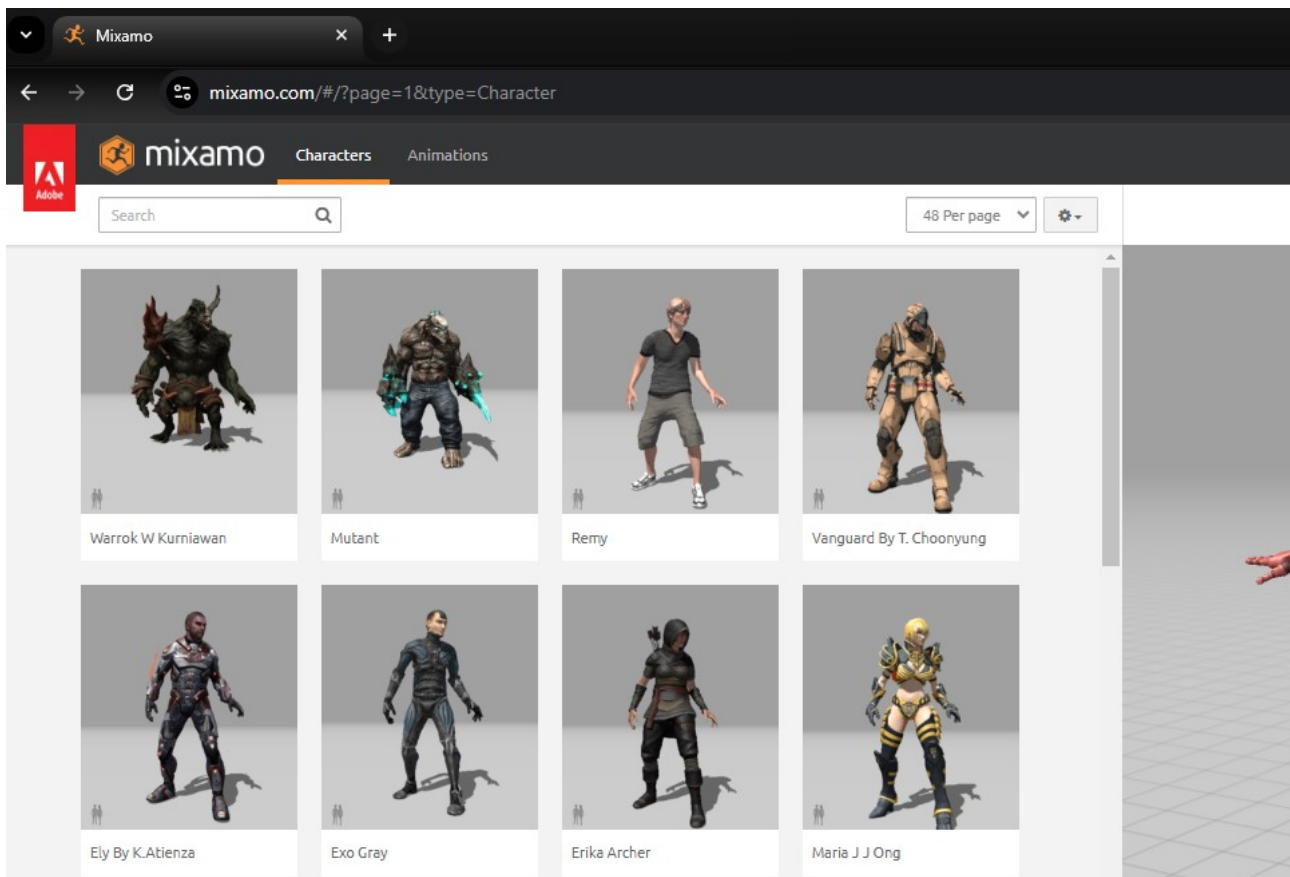 Mixamo
mixamo.com/#/?page=1&type=Character
Adobe
mixamo
Characters
Animations
Search
48 Per page
Warrok W Kurniawan
Mutant
Remy
Vanguard By T. Choonyung
Ely By K.Atienza
Exo Gray
Erika Archer
Maria J J Ong